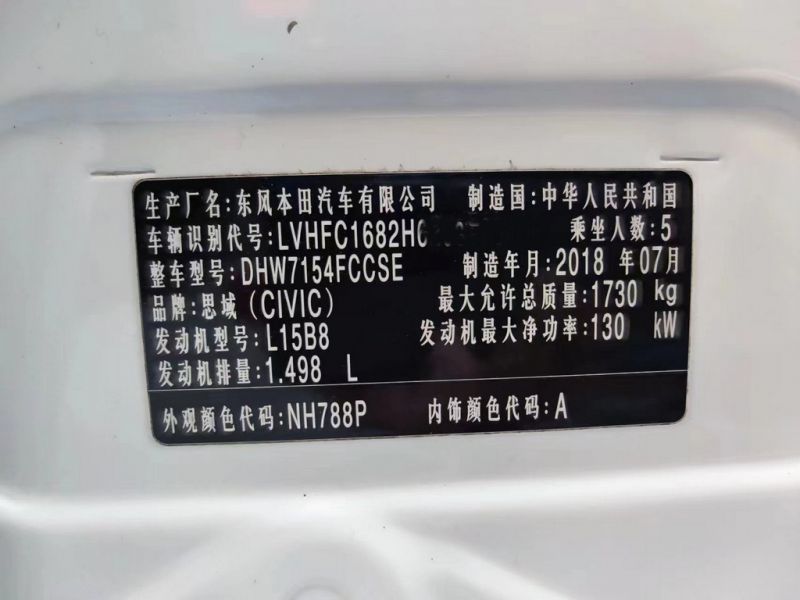 生产厂名:东风本田汽车有限公司 制造国:中华人民共和国
车辆识别代号:LVHFC1682H 乘坐人数:5
整车型号:DHW7154FCCSE 制造年月:2018 年07月
品牌:思域(CIVIC) 最大允许总质量:1730 kg
发动机型号:L15B8 发动机最大净功率:130 kW
发动机排量:1.498 L
外观颜色代码:NH788P 内饰颜色代码:A